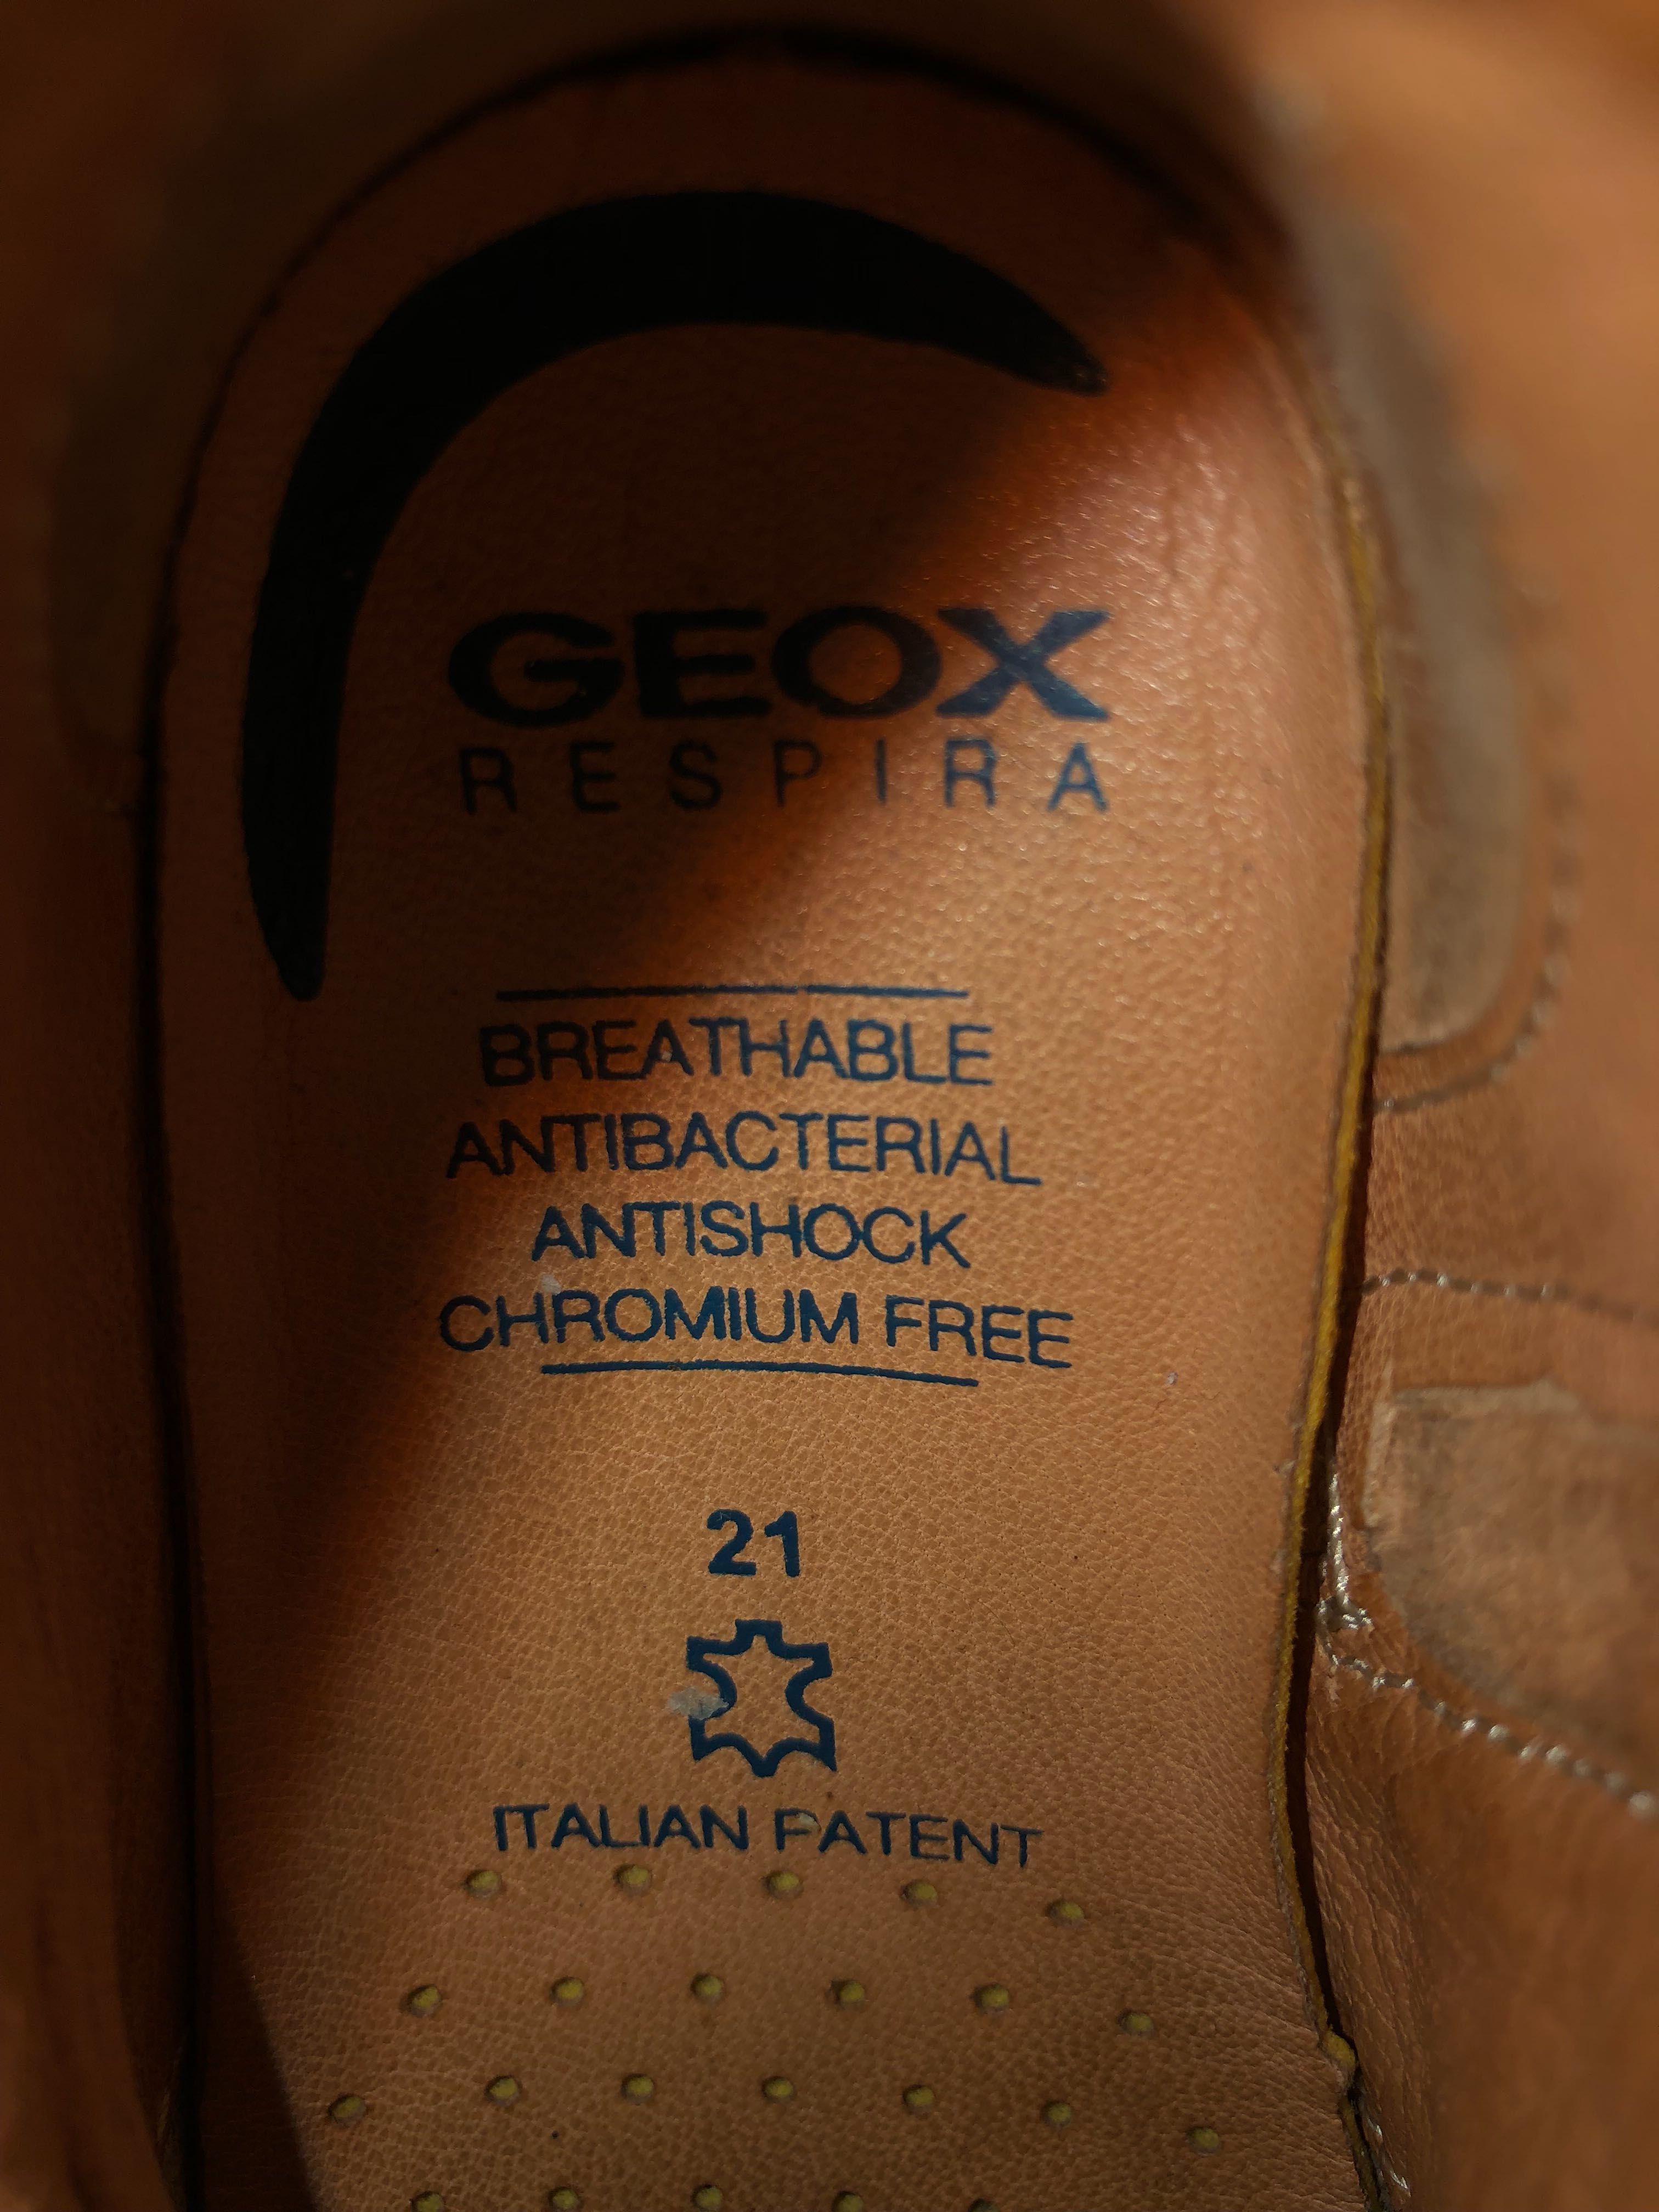 GEOX
RESPIRA
BREATHABLE
ANTIBACTERIAL
ANTISHOCK
CHROMIUM FREE
21
ITALIAN PATENT